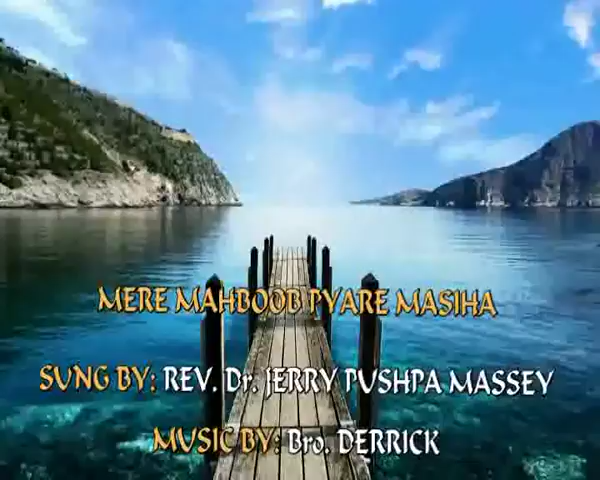 MERE MAHBOOB PYARE MASIHA
SUNG BY: REV. Dr. JERRY PUSHPA MASSEY
MUSIC BY: Bro. DERRICK